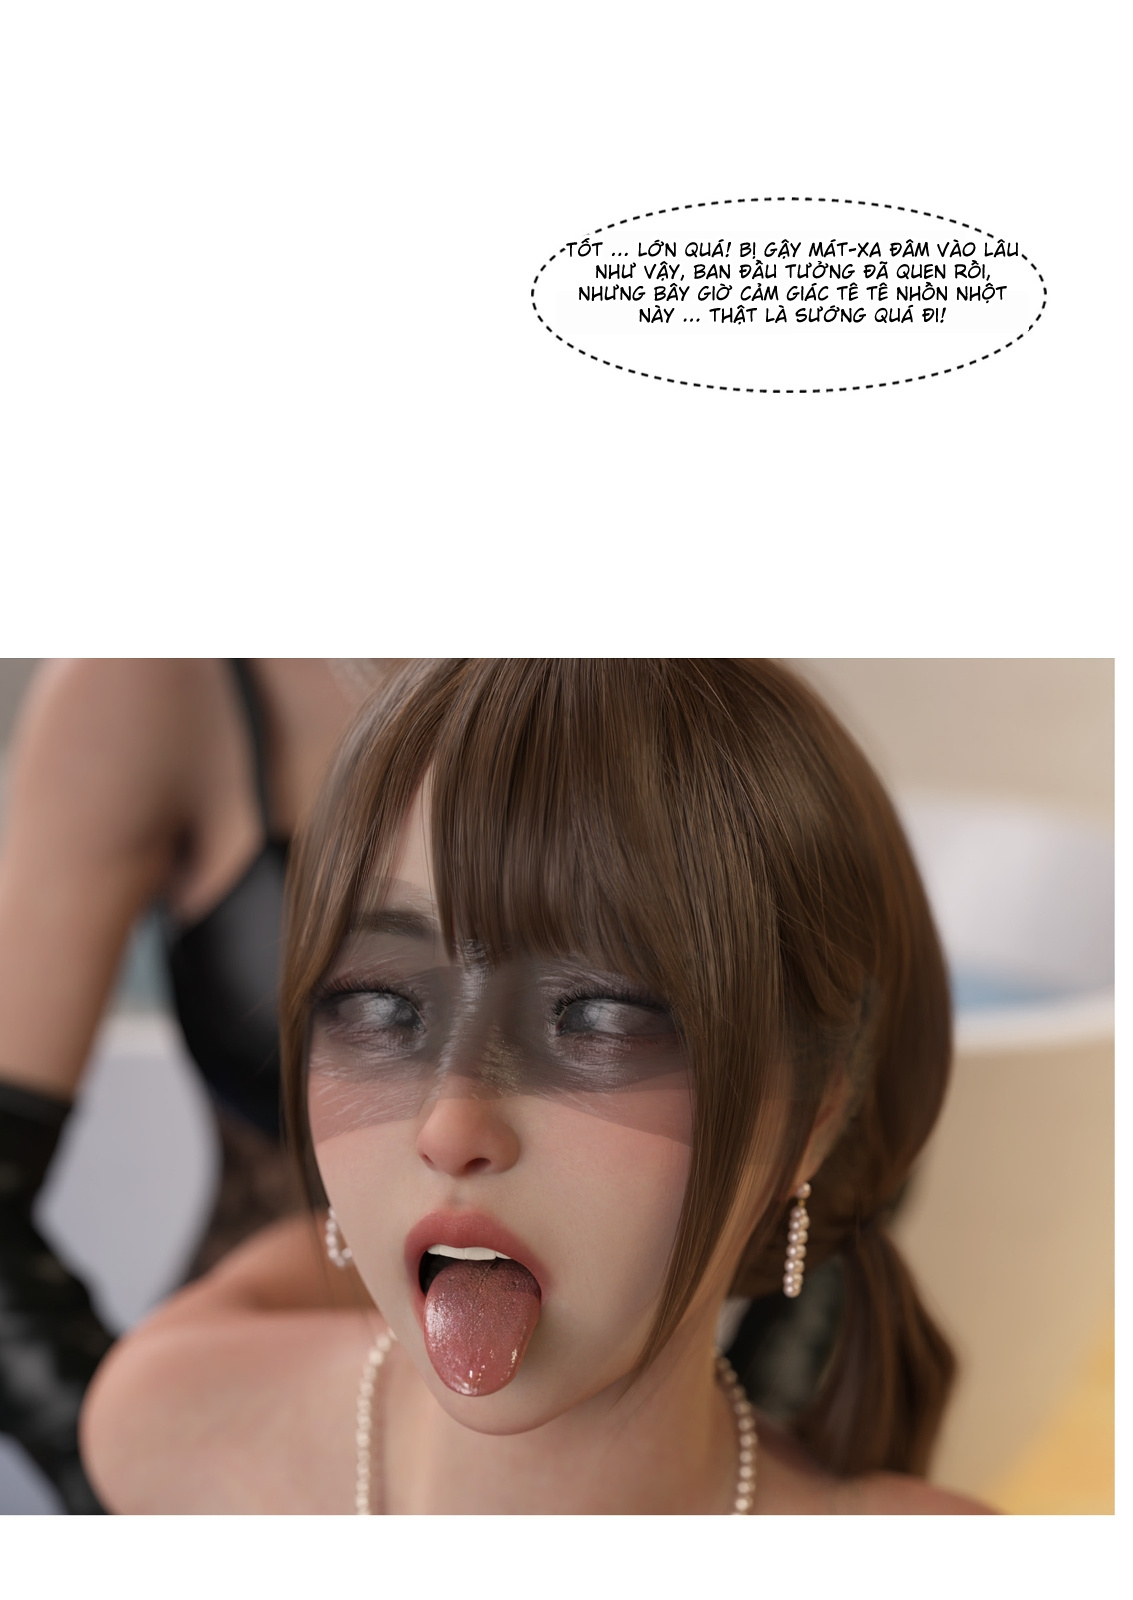 TỐT ... LỚN QUÁ! BỊ GẬY MÁT-XA ĐÂM VÀO LÂU
NHƯ VẬY, BAN ĐẦU TƯỞNG ĐÃ QUEN RỒI,
NHƯNG BÂY GIỜ CẢM GIÁC TÊ TÊ NHỒN NHỘT
NÀY ... THẬT LÀ SƯỚNG QUÁ ĐI!